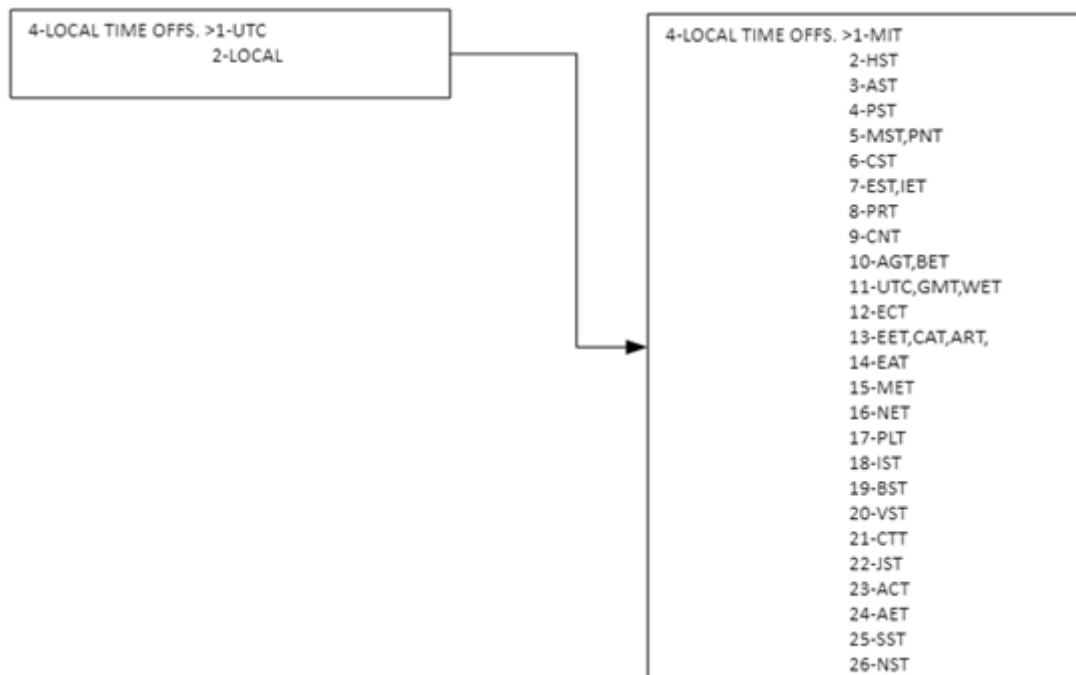 4-LOCAL TIME OFFS. >1-UTC
2-LOCAL
4-LOCAL TIME OFFS. >1-MIT
2-HST
3-AST
4-PST
5-MST,PNT
6-CST
7-EST,IET
8-PRT
9-CNT
10-AGT,BET
11-UTC,GMT,WET
12-ECT
13-EET,CAT,ART,
14-EAT
15-MET
16-NET
17-PLT
18-IST
19-BST
20-VST
21-CTT
22-JST
23-ACT
24-AET
25-SST
26-NST